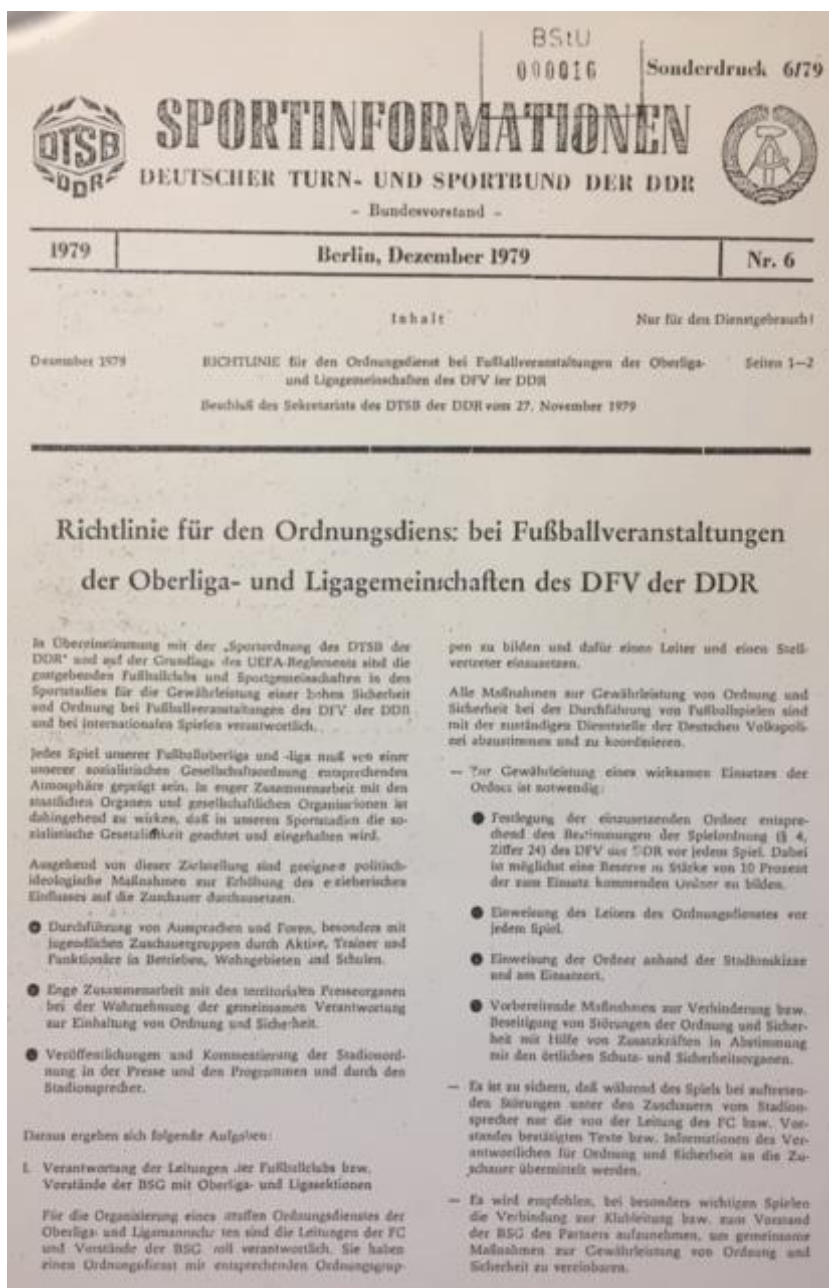 BStU
000016
Sonderdruck 6/79
DTSB
DDR
SPORTINFORMATIONEN
DEUTSCHER TURN- UND SPORTBUND DER DDR
- Bundesvorstand -
1979
Berlin, Dezember 1979
Nr. 6
Inhalt
Nur für den Dienstgebrauch!
Dezember 1979
RICHTLINIE für den Ordnungsdienst bei Fußballveranstaltungen der Oberliga-
und Ligagemeinschaften des DFV der DDR
Seiten 1—2
Beschluß des Sekretariats des DTSB der DDR vom 27. November 1979
Richtlinie für den Ordnungsdiens: bei Fußballveranstaltungen
der Oberliga- und Ligagemeinschaften des DFV der DDR
In Übereinstimmung mit der „Sportordnung des DTSB der
DDR" und auf der Grundlage des UEFA-Reglements sind die
gastgebenden Fußballclubs und Sportgemeinschaften in den
Sportstadien für die Gewährleistung einer hohen Sicherheit
und Ordnung bei Fußballveranstaltungen des DFV der DDR
und bei internationalen Spielen verantwortlich.
Jedes Spiel unserer Fußballoberliga und -liga muß von einer
unserer sozialistischen Gesellschaftsordnung entsprechenden
Atmosphäre geprägt sein. In enger Zusammenarbeit mit den
staatlichen Organen und gesellschaftlichen Organisationen ist
dahingehend zu wirken, daß in unseren Sportstadien die so-
zialistische Gesetzlichkeit geachtet und eingehalten wird.
Ausgehend von dieser Zielstellung sind geeignete politisch-
ideologische Maßnahmen zur Erhöhung des erzieherischen
Einflusses auf die Zuschauer durchzusetzen.
● Durchführung von Aussprachen und Foren, besonders mit
jugendlichen Zuschauergruppen durch Aktive, Trainer und
Funktionäre in Betrieben, Wohngebieten und Schulen.
● Enge Zusammenarbeit mit den territorialen Presseorganen
bei der Wahrnehmung der gemeinsamen Verantwortung
zur Einhaltung von Ordnung und Sicherheit.
● Veröffentlichungen und Kommentierung der Stadionord-
nung in der Presse und den Programmen und durch den
Stadionsprecher.
Daraus ergeben sich folgende Aufgaben:
I. Verantwortung der Leitungen der Fußballclubs bzw.
Vorstände der BSG mit Oberliga- und Ligasektionen
Für die Organisierung eines straffen Ordnungsdienstes der
Oberliga- und Ligamannschaften sind die Leitungen der FC
und Vorstände der BSG voll verantwortlich. Sie haben
einen Ordnungsdienst mit entsprechenden Ordnungsgrup-
pen zu bilden und dafür einen Leiter und einen Stell-
vertreter einzusetzen.
Alle Maßnahmen zur Gewährleistung von Ordnung und
Sicherheit bei der Durchführung von Fußballspielen sind
mit der zuständigen Dienststelle der Deutschen Volkspoli-
zei abzustimmen und zu koordinieren.
— Zur Gewährleistung eines wirksamen Einsatzes der
Ordner ist notwendig:
● Festlegung der einzusetzenden Ordner entspre-
chend den Bestimmungen der Spielordnung (§ 4,
Ziffer 24) des DFV der DDR vor jedem Spiel. Dabei
ist möglichst eine Reserve in Stärke von 10 Prozent
der zum Einsatz kommenden Ordner zu bilden.
● Einweisung des Leiters des Ordnungsdienstes vor
jedem Spiel.
● Einweisung der Ordner anhand der Stadionskizze
und am Einsatzort.
● Vorbereitende Maßnahmen zur Verhinderung bzw.
Beseitigung von Störungen der Ordnung und Sicher-
heit mit Hilfe von Zusatzkräften in Abstimmung
mit den örtlichen Schutz- und Sicherheitsorganen.
— Es ist zu sichern, daß während des Spiels bei auftreten-
den Störungen unter den Zuschauern vom Stadion-
sprecher nur die von der Leitung des FC bzw. Vor-
standes bestätigten Texte bzw. Informationen des Ver-
antwortlichen für Ordnung und Sicherheit an die Zu-
schauer übermittelt werden.
— Es wird empfohlen, bei besonders wichtigen Spielen
die Verbindung zur Klubleitung bzw. zum Vorstand
der BSG des Partners aufzunehmen, um gemeinsame
Maßnahmen zur Gewährleistung von Ordnung und
Sicherheit zu vereinbaren.